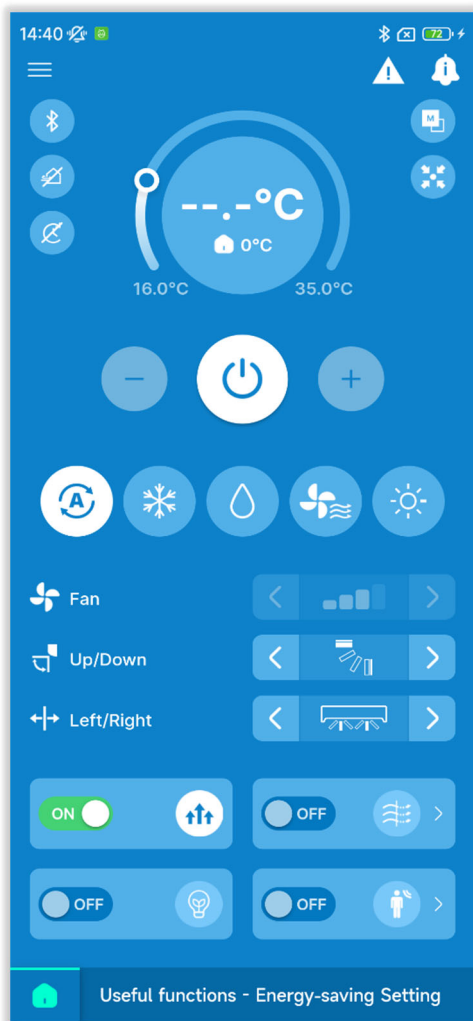 14:40
72
M
--.-°C
0°C
16.0°C 35.0°C
A
Fan
Up/Down
Left/Right
ON
OFF
OFF
OFF
Useful functions - Energy-saving Setting